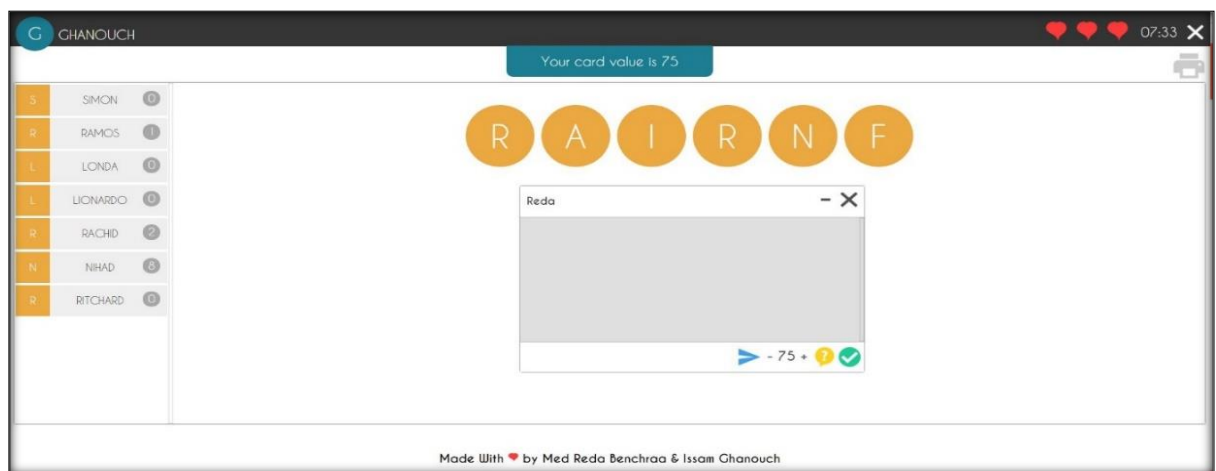 G GHANOUCH 07:33
Your card value is 75
S SIMON 0
R RAMOS 1
L LONDA 0
L LIONARDO 0
R RACHID 2
N NIHAD 8
R RITCHARD 0
R A I R N F
Reda
- 75 + ?
Made With by Med Reda Benchraa & Issam Ghanouch